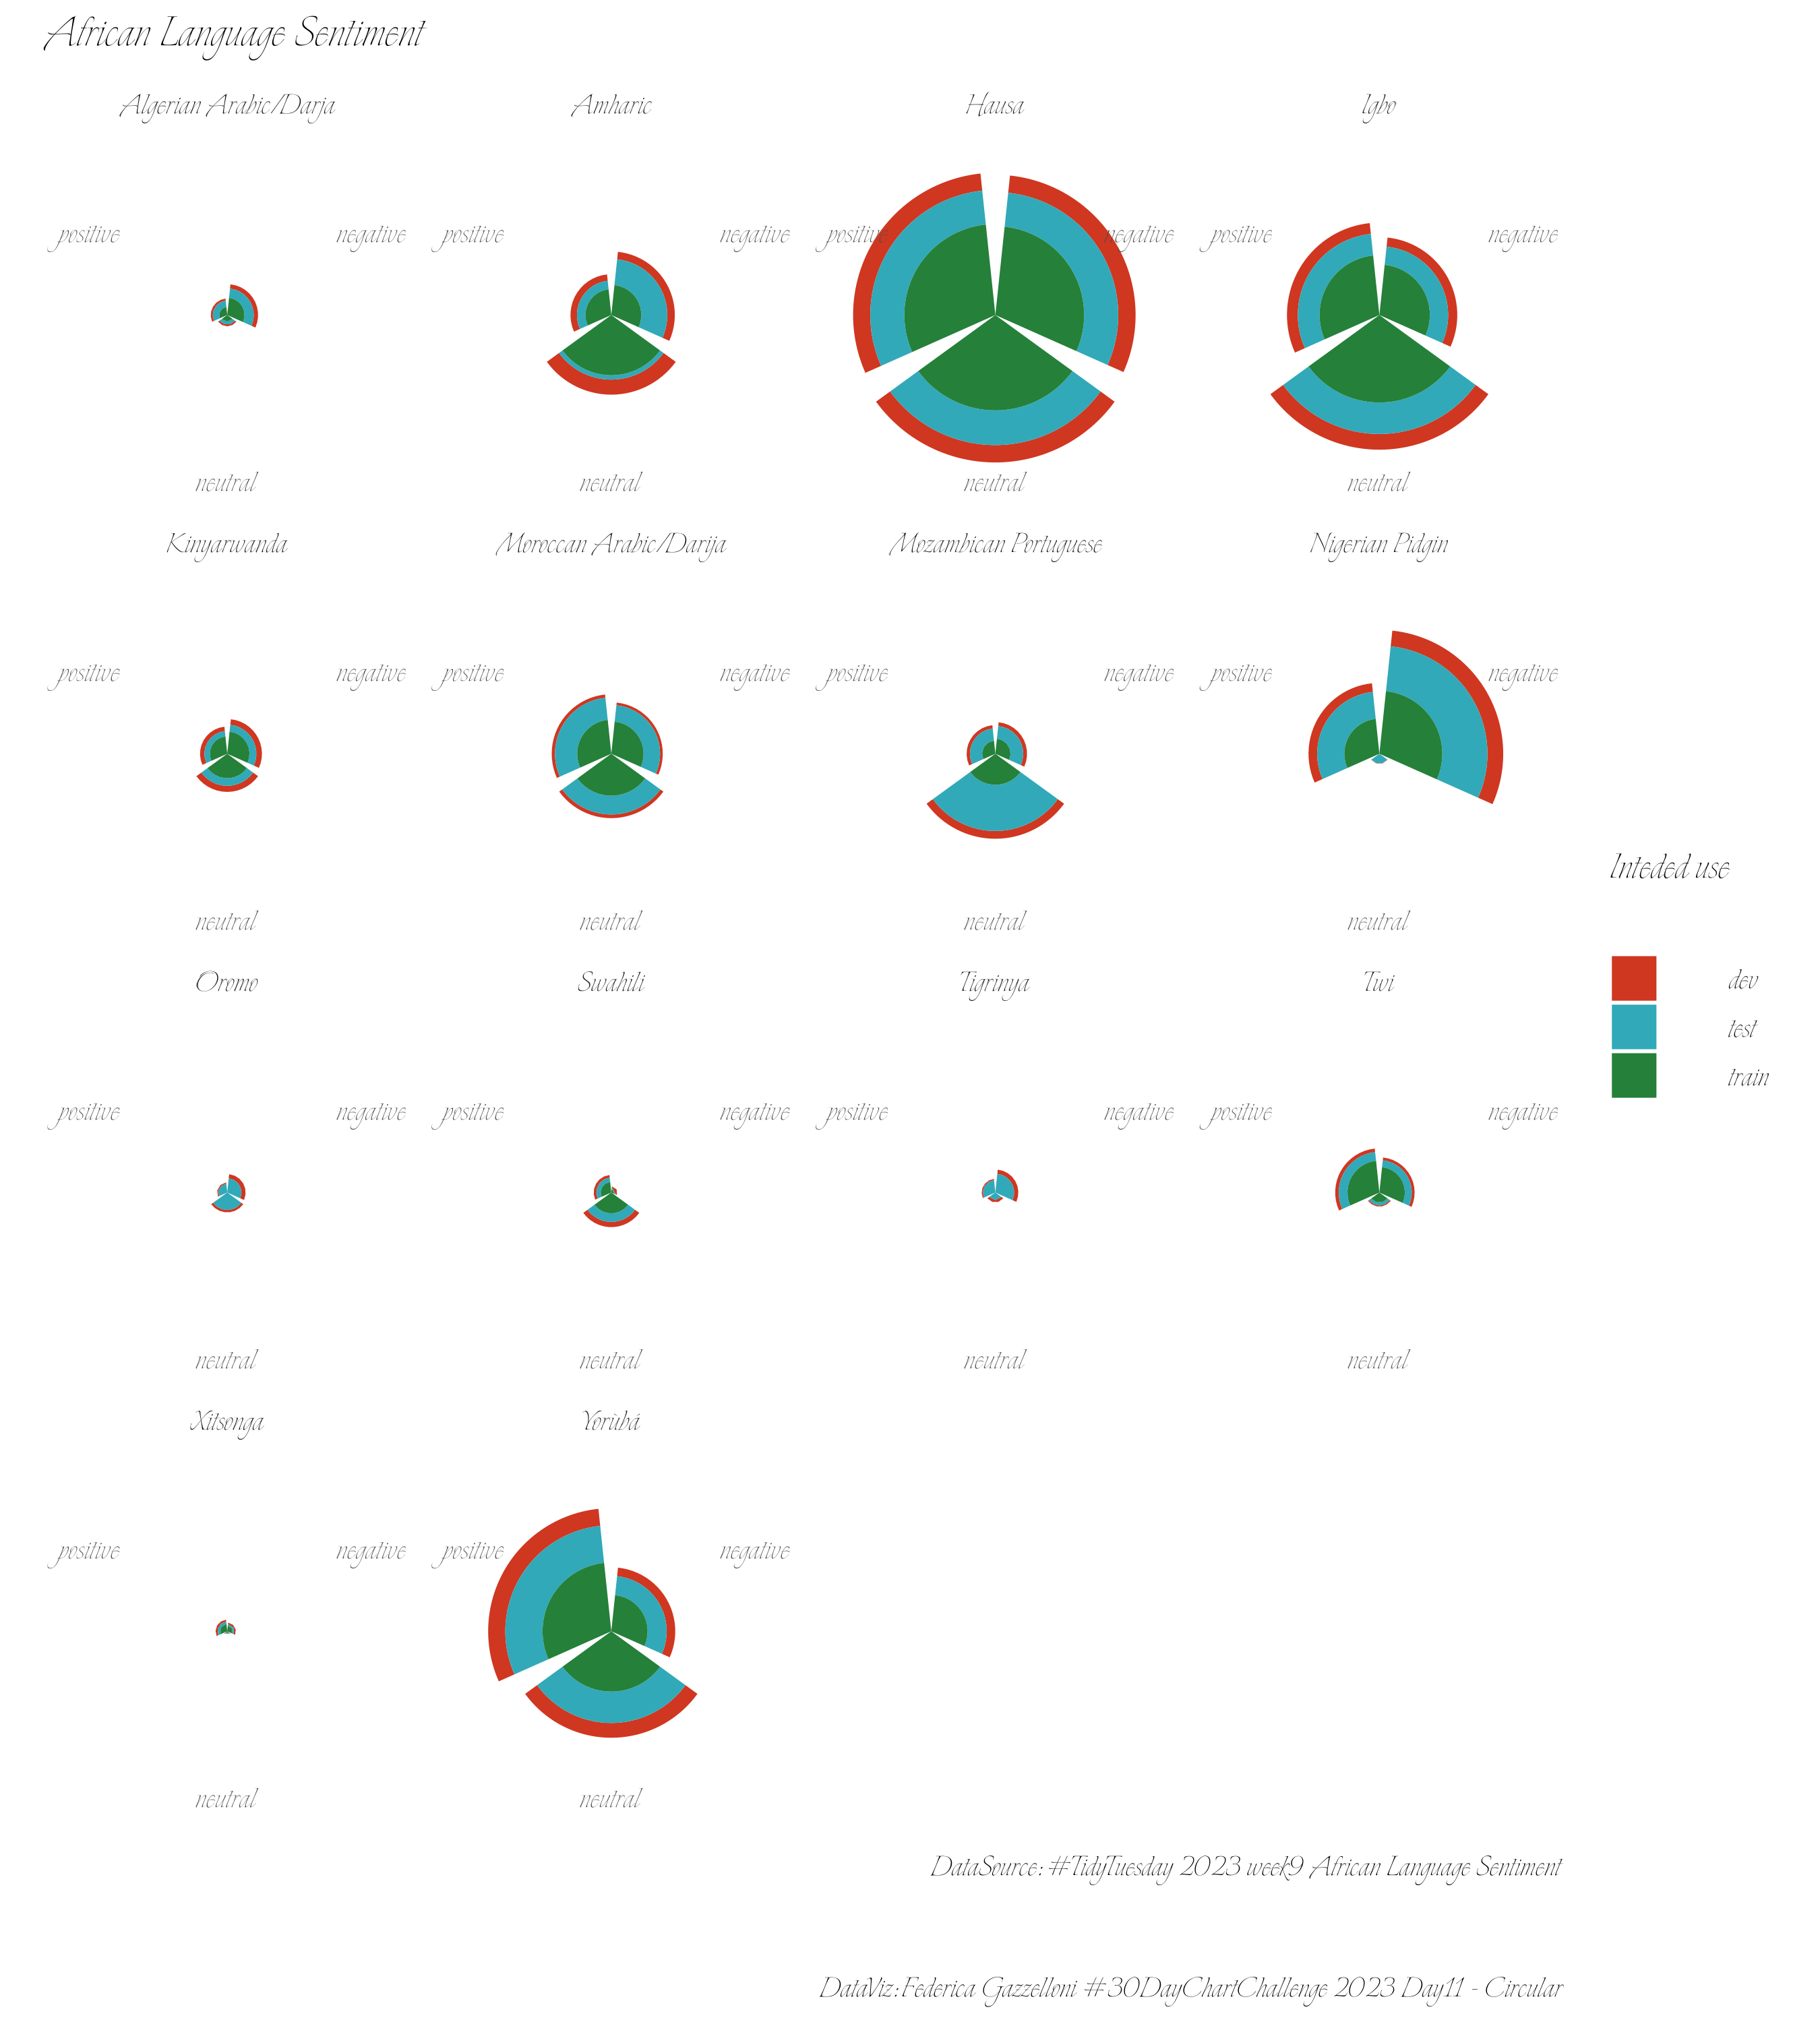 African Language Sentiment
Algerian Arabic/Darja Amharic Hausa Igbo
positive negative positive negative positive negative positive negative
neutral neutral neutral neutral
Kinyarwanda Moroccan Arabic/Darija Mozambican Portuguese Nigerian Pidgin
positive negative positive negative positive negative positive negative
Inteded use
neutral neutral neutral neutral
Oromo Swahili Tigrinya Twi
dev
test
train
positive negative positive negative positive negative positive negative
neutral neutral neutral neutral
Xitsonga Yorùbá
positive negative positive negative
neutral neutral
DataSource: #TidyTuesday 2023 week9 African Language Sentiment
DataViz:Federica Gazzelloni #30DayChartChallenge 2023 Day11 - Circular